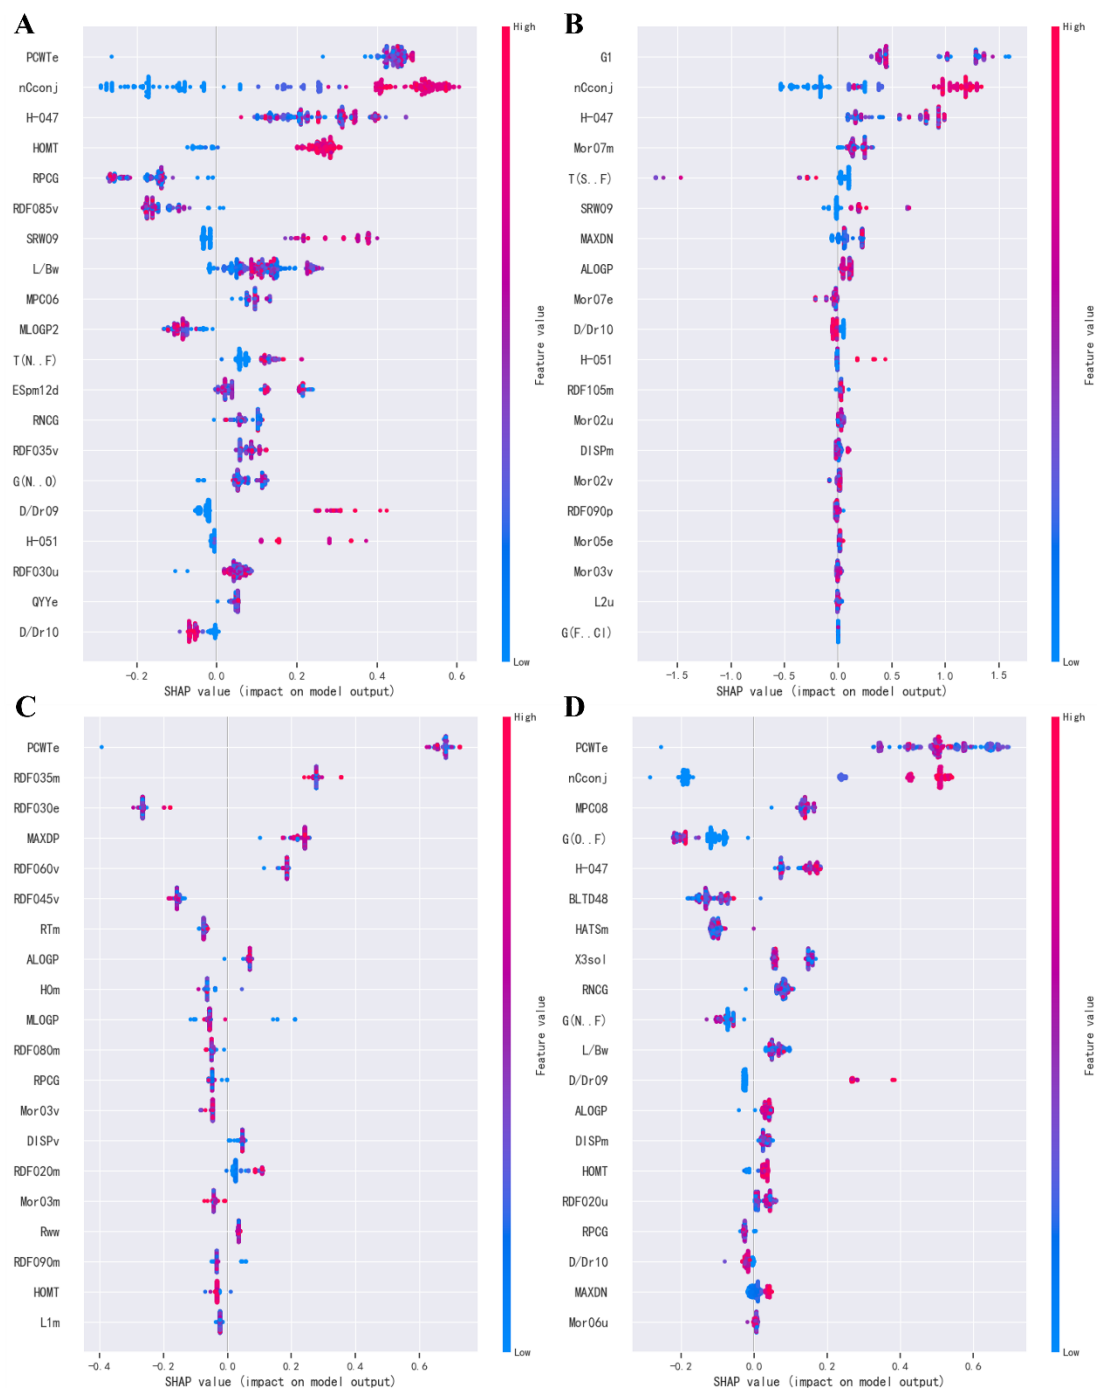 A
High
PCWTe
nCconj
H-047
HOMT
RPCG
RDF085v
SRW09
L/Bw
MPC06
MLOGP2
T(N..F)
ESpm12d
RNCG
RDF035v
G(N..O)
D/Dr09
H-051
RDF030u
QYYe
D/Dr10
Feature value
Low
-0.2 0.0 0.2 0.4 0.6
SHAP value (impact on model output)
B
High
G1
nCconj
H-047
Mor07m
T(S..F)
SRW09
MAXDN
ALOGP
Mor07e
D/Dr10
H-051
RDF105m
Mor02u
DISPm
Mor02v
RDF090p
Mor05e
Mor03v
L2u
G(F..Cl)
Feature value
Low
-1.5 -1.0 -0.5 0.0 0.5 1.0 1.5
SHAP value (impact on model output)
C
High
PCWTe
RDF035m
RDF030e
MAXDP
RDF060v
RDF045v
RTm
ALOGP
H0m
MLOGP
RDF080m
RPCG
Mor03v
DISPv
RDF020m
Mor03m
Rww
RDF090m
HOMT
L1m
Feature value
Low
-0.4 -0.2 0.0 0.2 0.4 0.6
SHAP value (impact on model output)
D
High
PCWTe
nCconj
MPC08
G(O..F)
H-047
BLTD48
HATSm
X3sol
RNCG
G(N..F)
L/Bw
D/Dr09
ALOGP
DISPm
HOMT
RDF020u
RPCG
D/Dr10
MAXDN
Mor06u
Feature value
Low
-0.2 0.0 0.2 0.4 0.6
SHAP value (impact on model output)